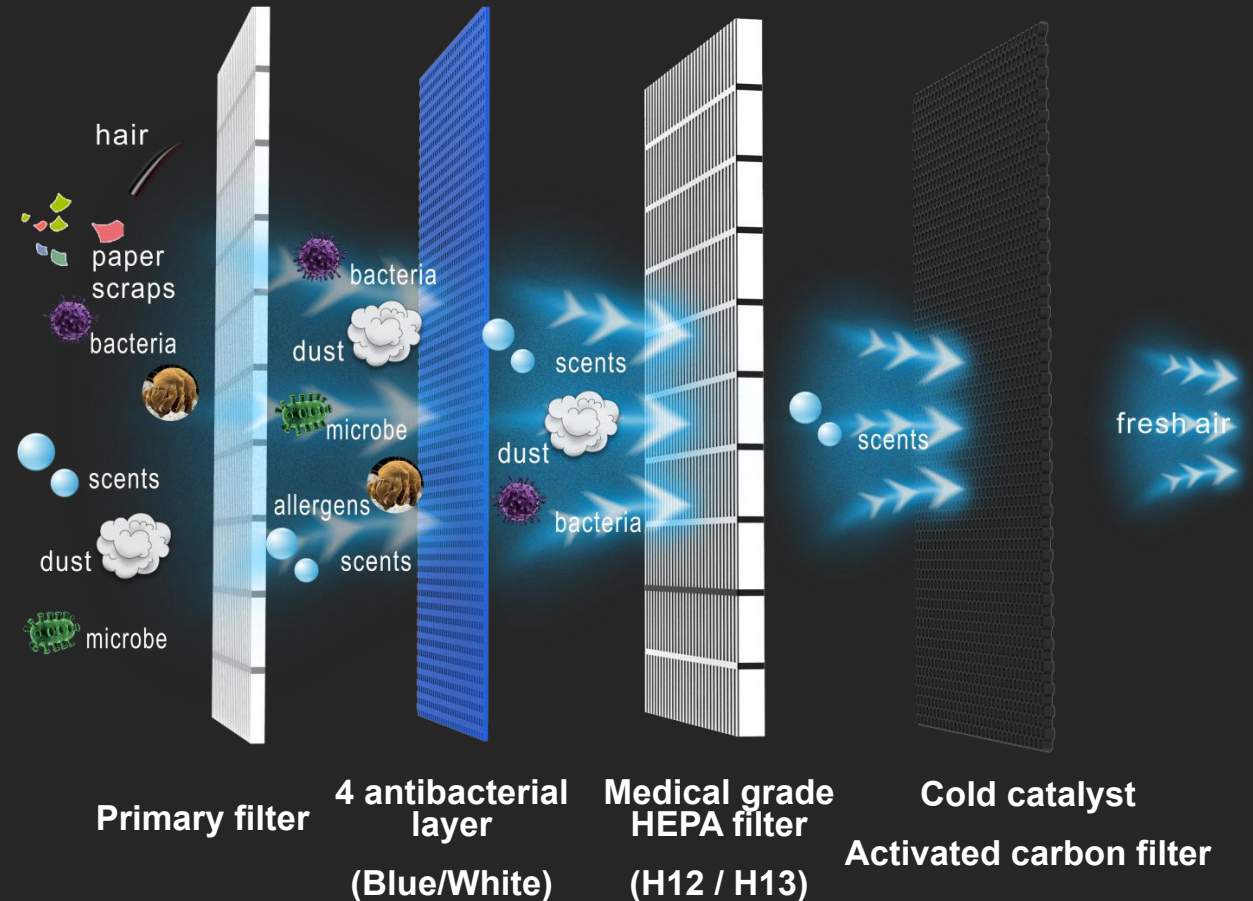 hair
paper
scraps
bacteria
scents
dust
microbe
bacteria
dust
microbe
allergens
scents
scents
dust
bacteria
scents
fresh air
Primary filter
4 antibacterial
layer
(Blue/White)
Medical grade
HEPA filter
(H12 / H13)
Cold catalyst
Activated carbon filter